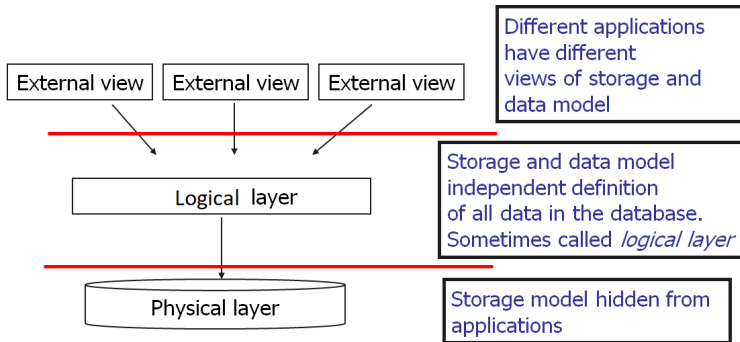 Different applications
have different
views of storage and
data model
External view
External view
External view
Storage and data model
independent definition
of all data in the database.
Sometimes called logical layer
Logical layer
Physical layer
Storage model hidden from
applications